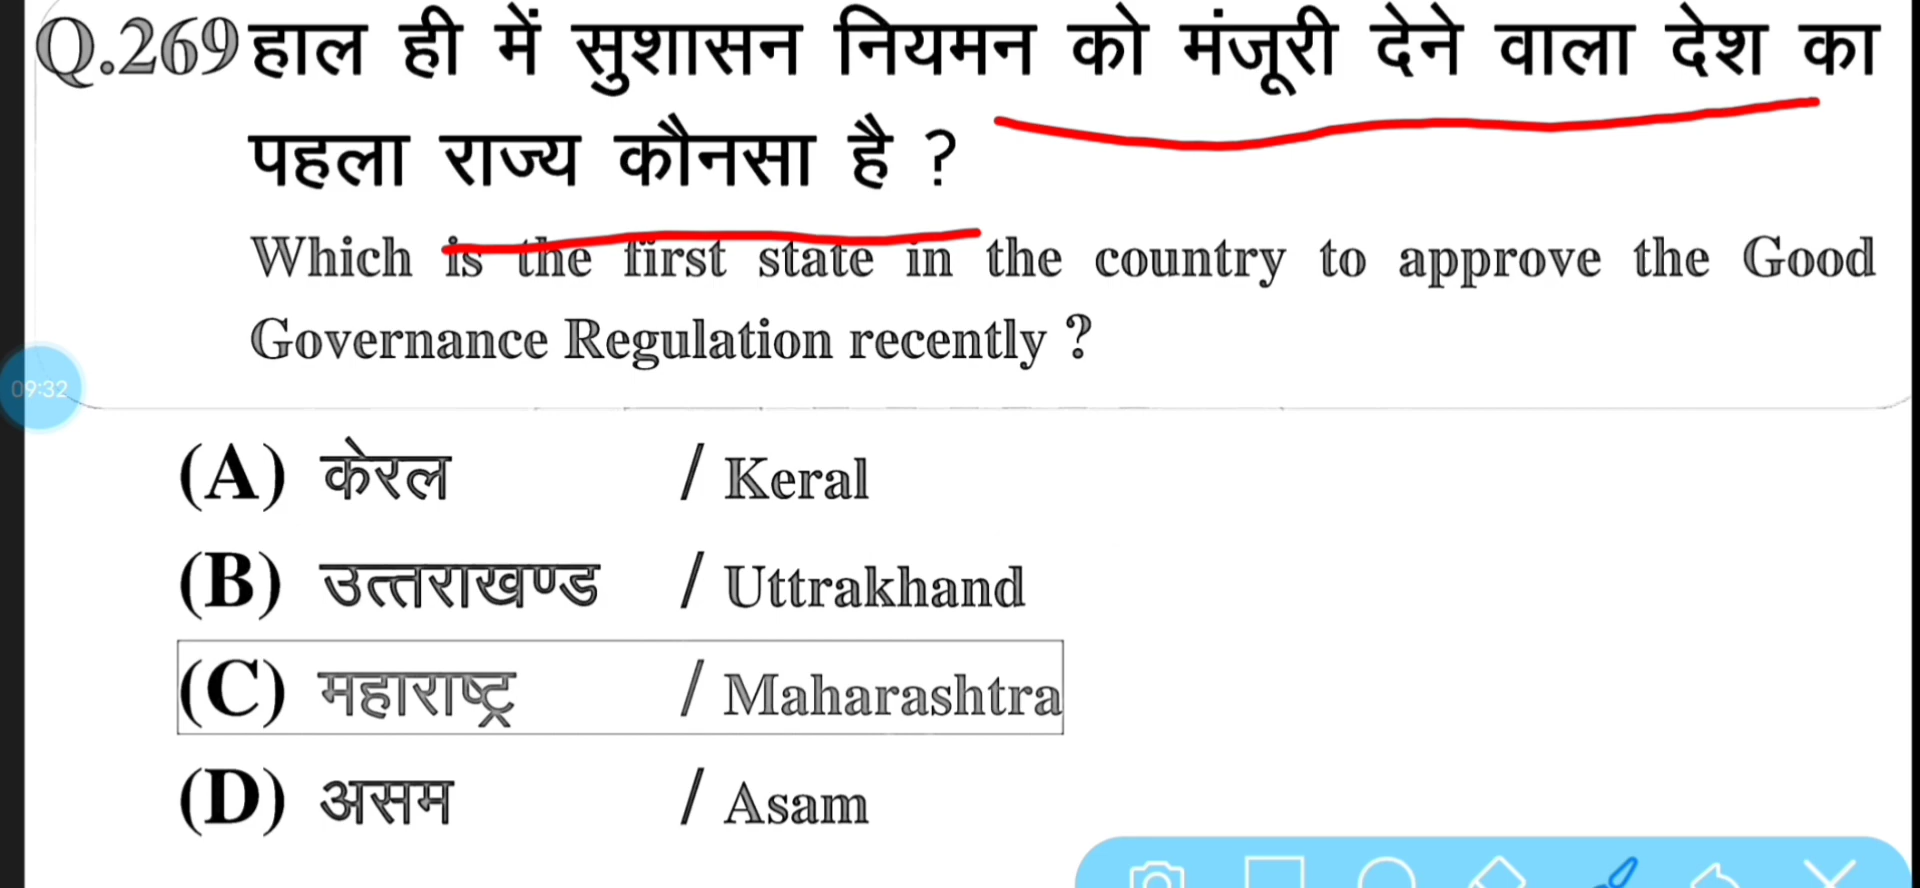 Q.269 हाल ही में सुशासन नियमन को मंजूरी देने वाला देश का
पहला राज्य कौनसा है ?
Which is the first state in the country to approve the Good
Governance Regulation recently ?
09:32
(A) केरल / Keral
(B) उत्तराखण्ड / Uttrakhand
(C) महाराष्ट्र / Maharashtra
(D) असम / Asam